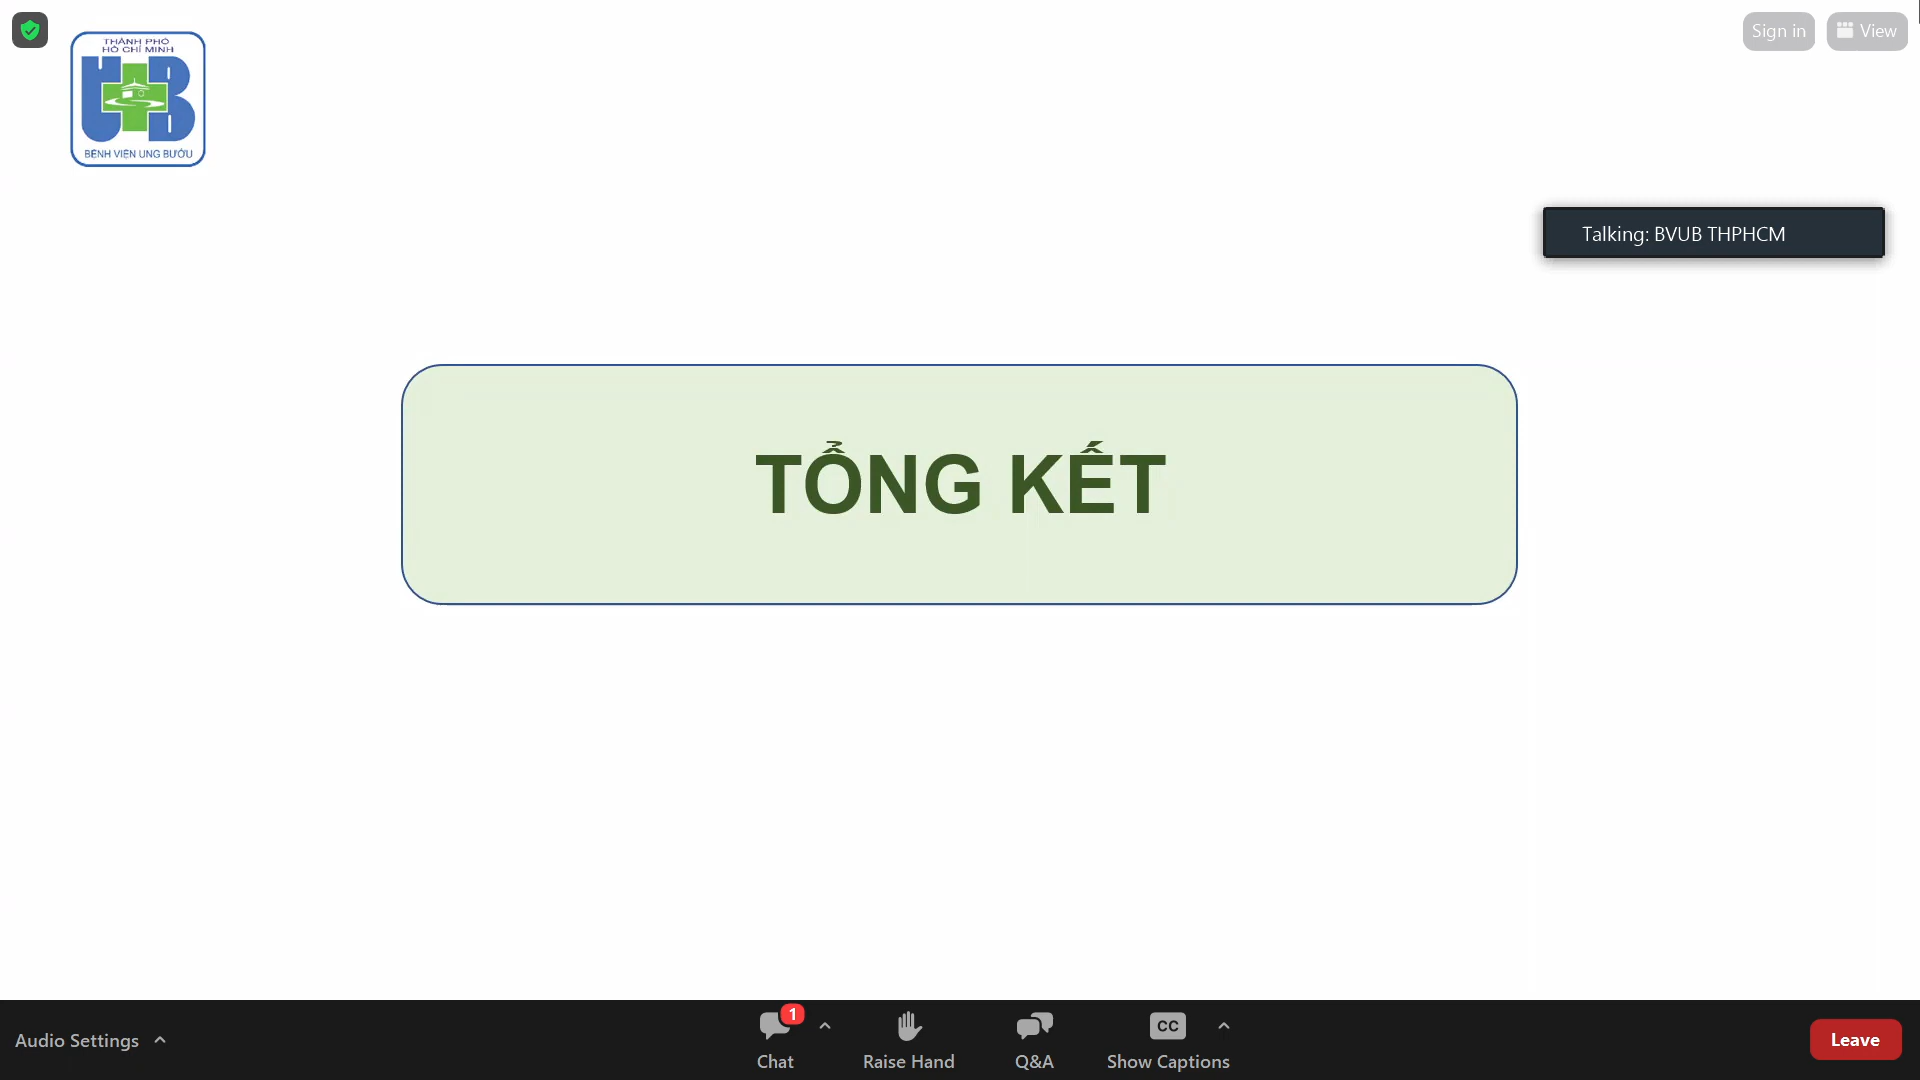 THÀNH PHỐ
HỒ CHÍ MINH
UB
BỆNH VIỆN UNG BƯỚU
Sign in
View
Talking: BVUB THPHCM
TỔNG KẾT
Audio Settings
1
CC
Chat
Raise Hand
Q&A
Show Captions
Leave